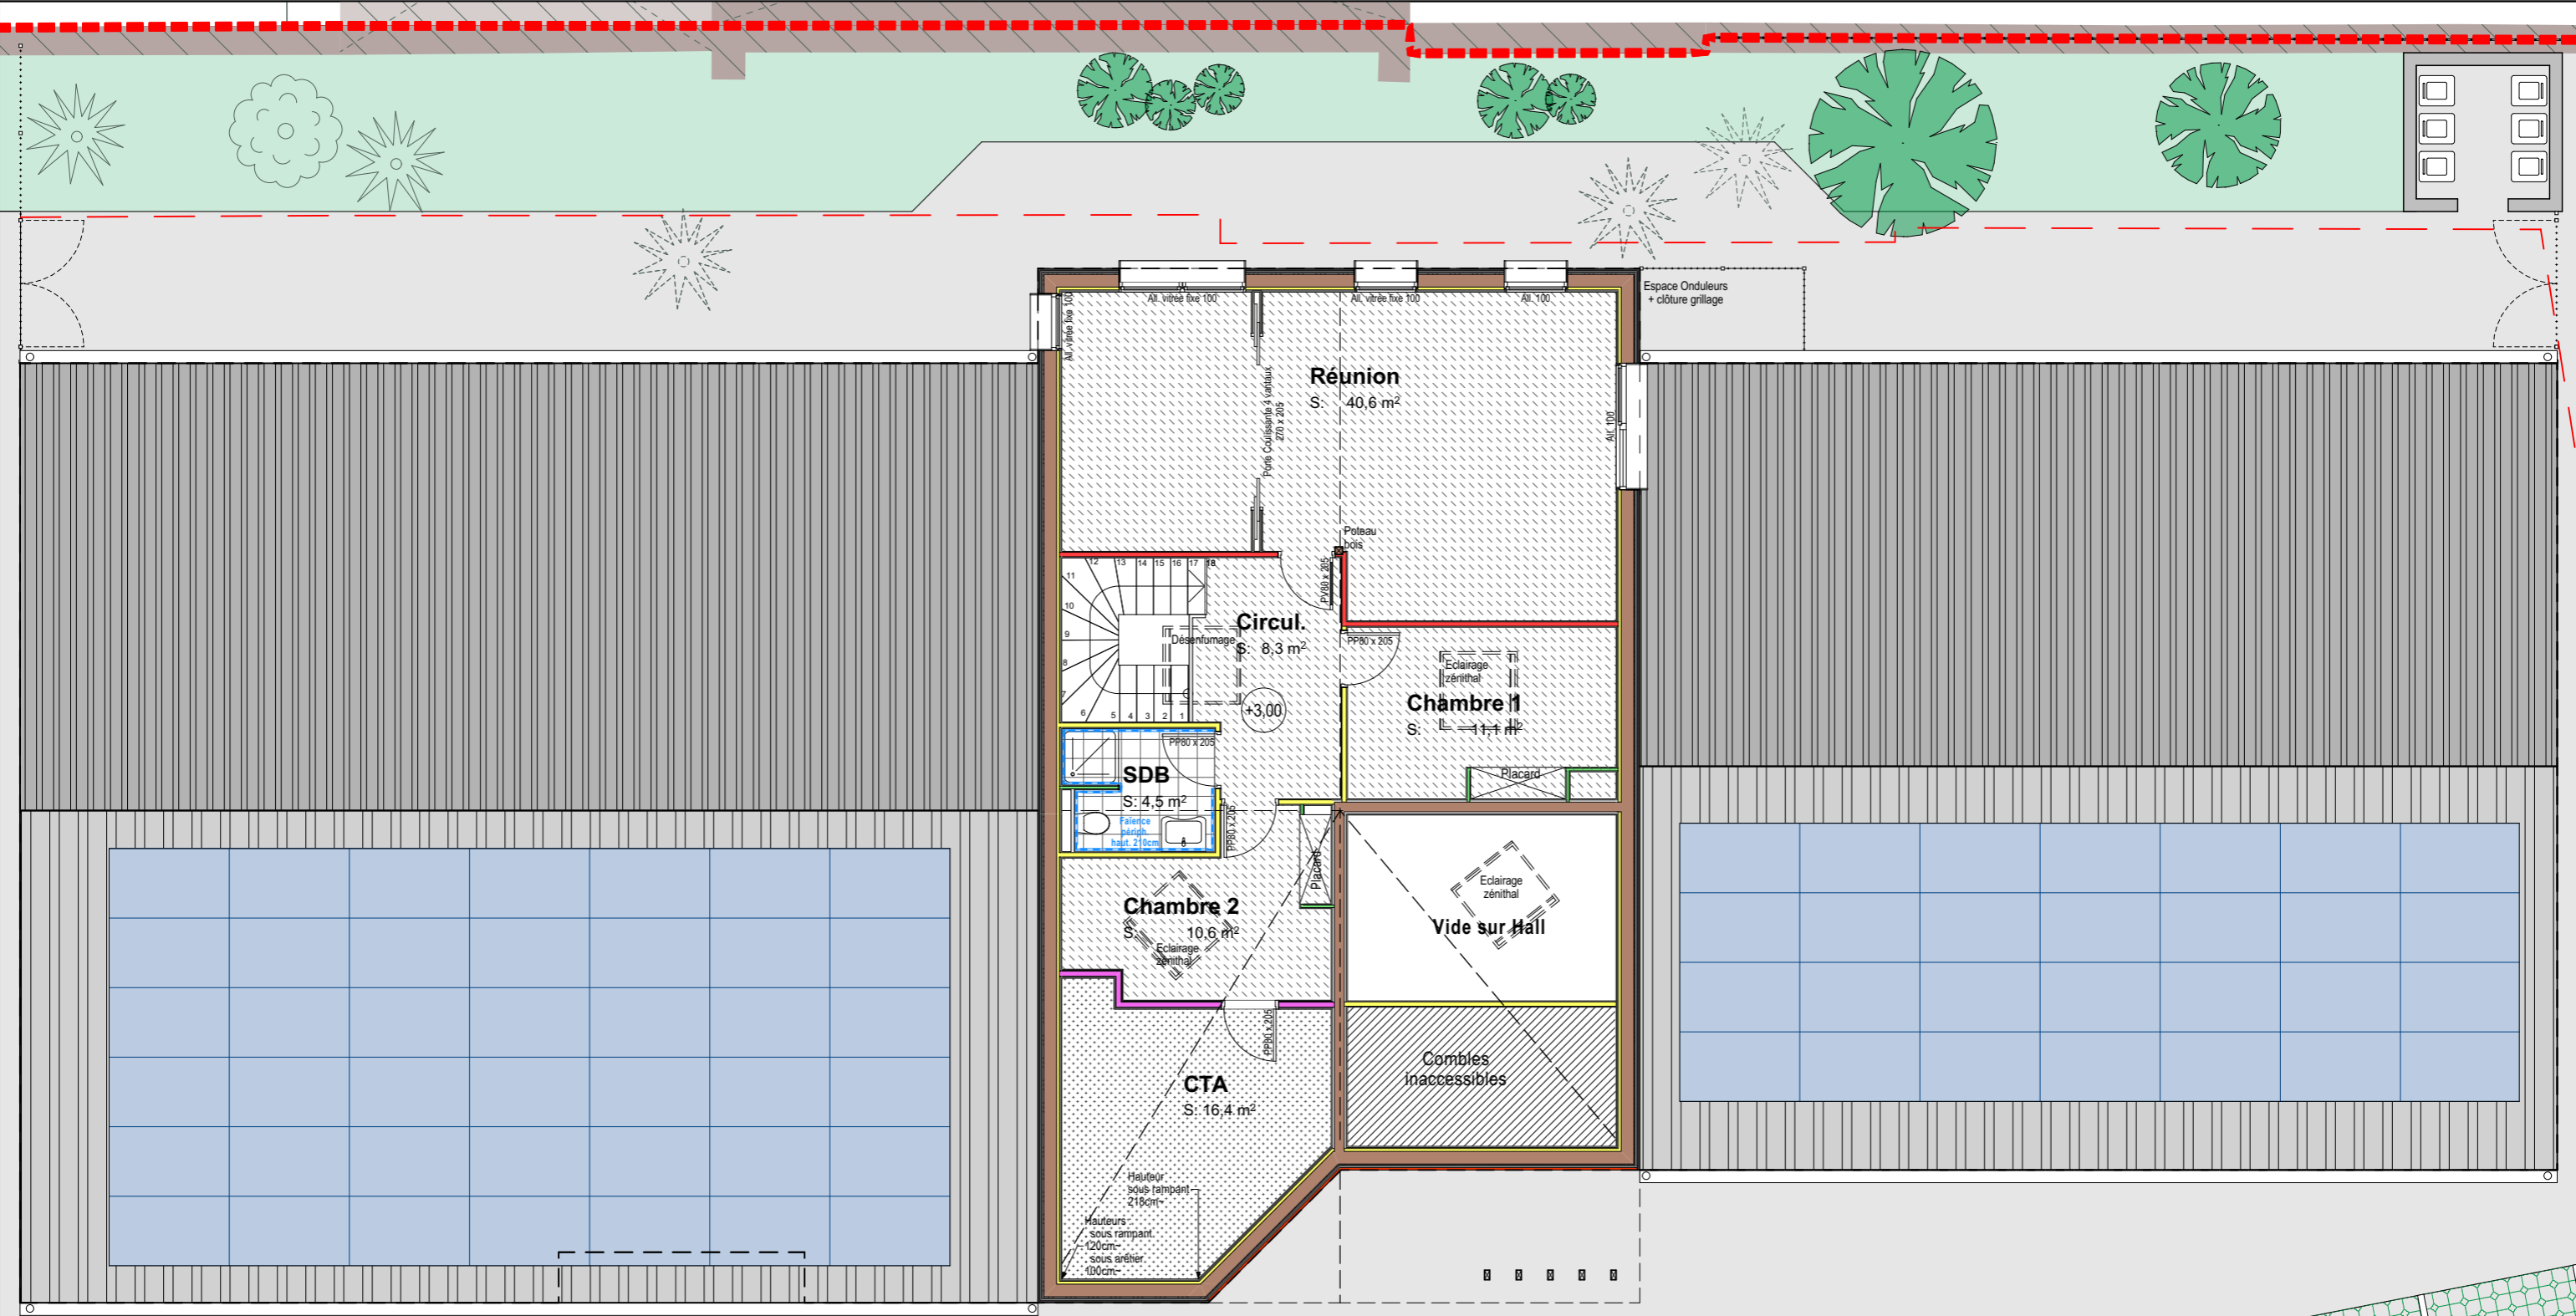 All. vitrée fixe 100
All. vitrée fixe 100
All. 100
All. vitrée fixe 100
Espace Onduleurs
+ clôture grillage
Réunion
S: 40,6 m²
Porte Coulissante 4 vantaux
270 x 205
All. 100
Poteau
bois
PV80 x 205
12
13
14
15
16
17
18
11
10
9
8
7
6
5
4
3
2
1
Circul.
S: 8,3 m²
Désenfumage
+3,00
PP80 x 205
Eclairage
zénithal
Chambre 1
S: 11,1 m²
Placard
PP80 x 205
SDB
S: 4,5 m²
Faïence
périph.
haut. 210cm
PP80 x 205
Placard
Chambre 2
S: 10,6 m²
Eclairage
zénithal
Eclairage
zénithal
Vide sur Hall
PP80 x 205
CTA
S: 16,4 m²
Combles
inaccessibles
Hauteur
sous rampant
218cm~
Hauteurs
sous rampant
120cm~
sous arêtier
100cm~